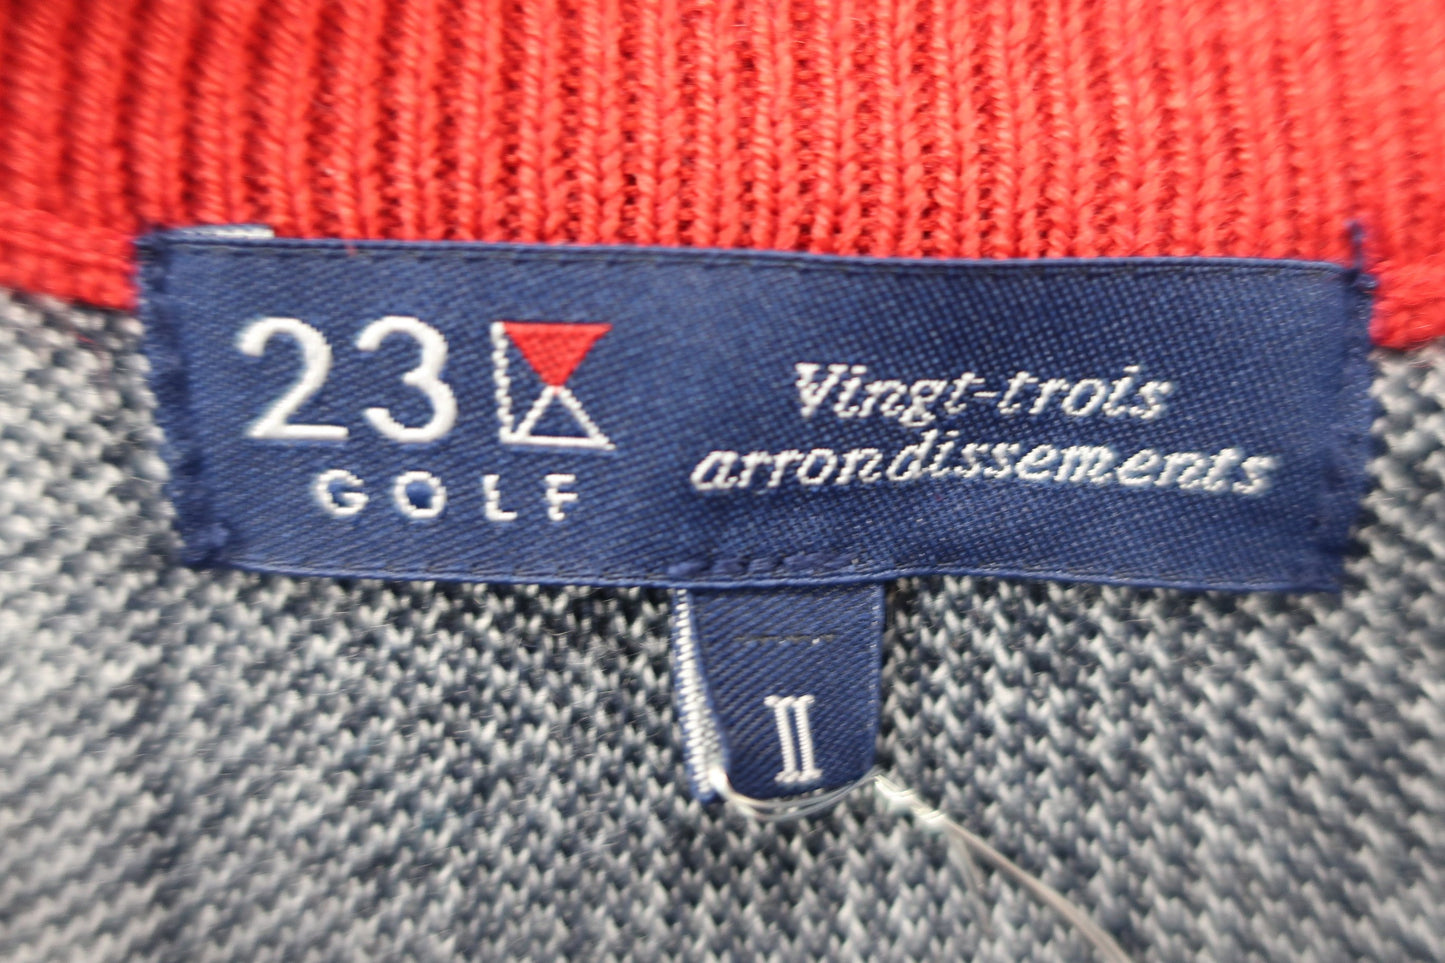 23
GOLF
Vingt-trois
arrondissements
II